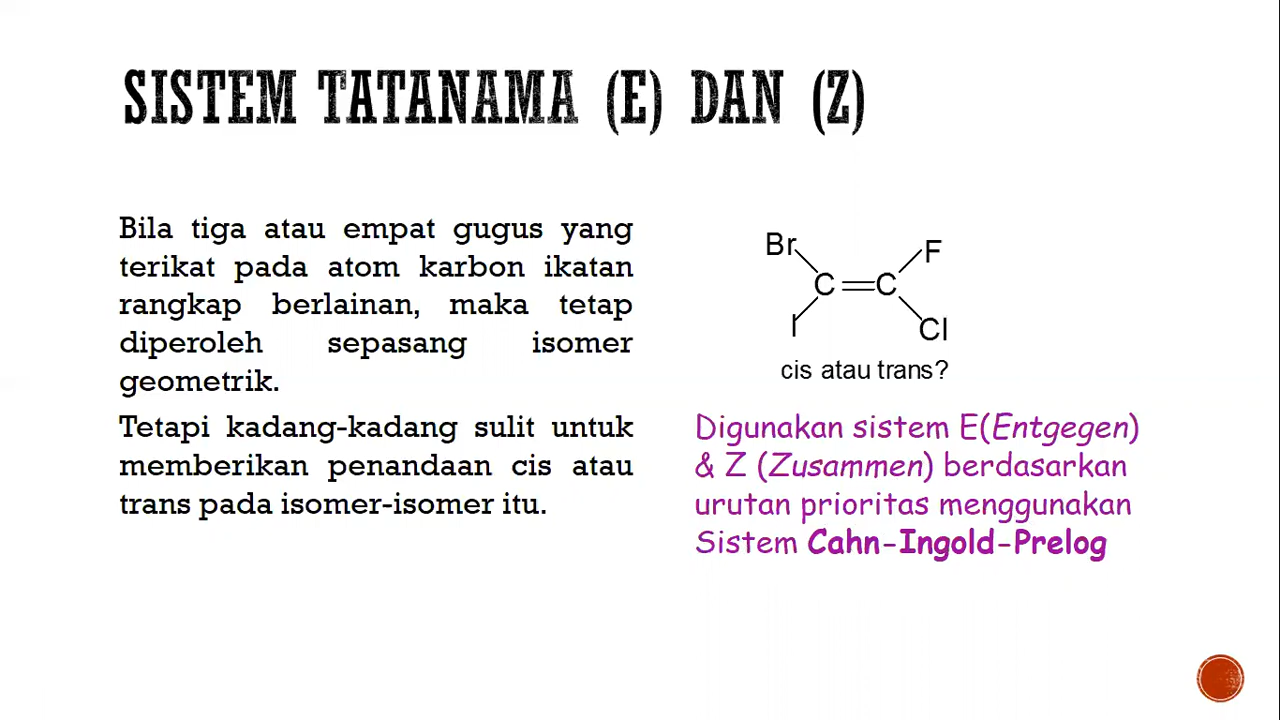 SISTEM TATANAMA (E) DAN (Z)
Bila tiga atau empat gugus yang
terikat pada atom karbon ikatan
rangkap berlainan, maka tetap
diperoleh sepasang isomer
geometrik.
Tetapi kadang-kadang sulit untuk
memberikan penandaan cis atau
trans pada isomer-isomer itu.
Br F
C C
I Cl
cis atau trans?
Digunakan sistem E(Entgegen)
& Z (Zusammen) berdasarkan
urutan prioritas menggunakan
Sistem Cahn-Ingold-Prelog